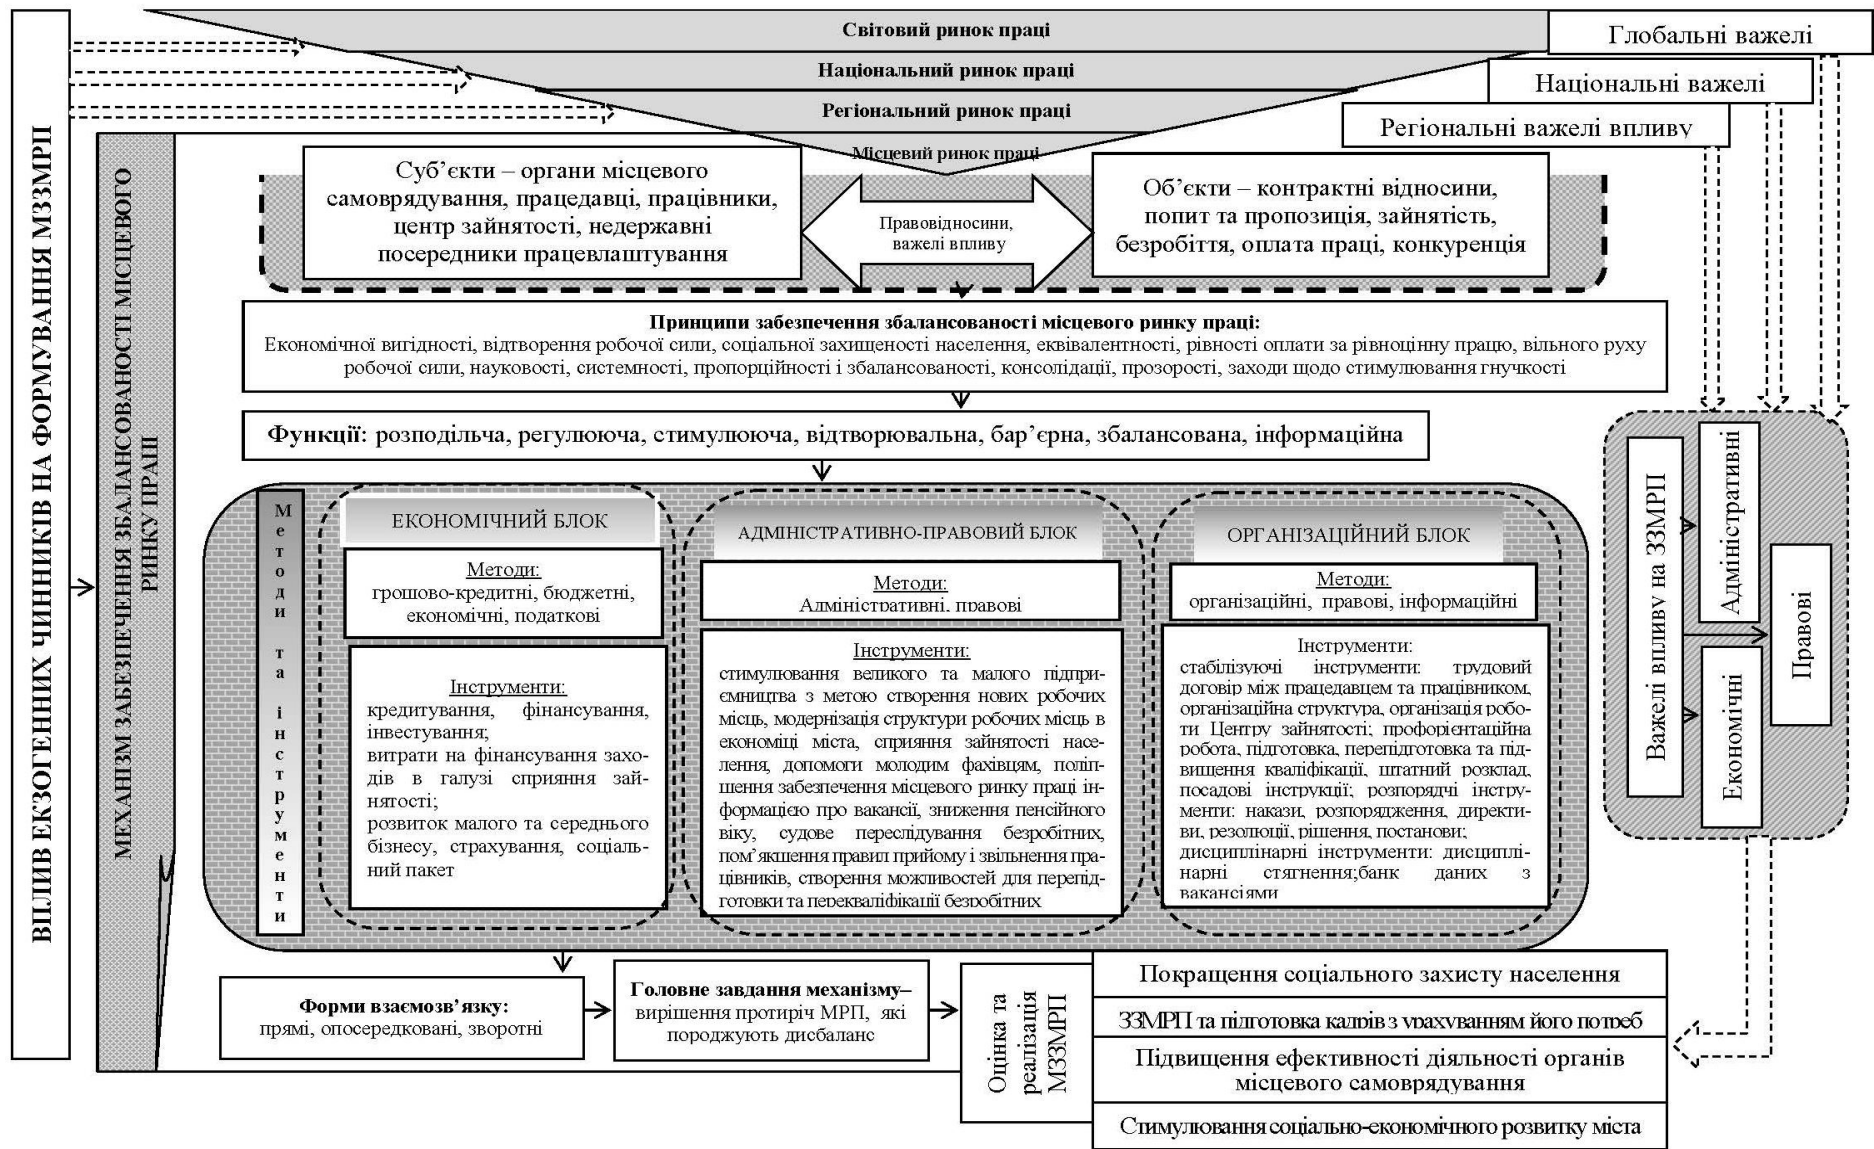 ВПЛИВ ЕКЗОГЕННИХ ЧИННИКІВ НА ФОРМУВАННЯ МЗЗМРП
МЕХАНІЗМ ЗАБЕЗПЕЧЕННЯ ЗБАЛАНСОВАНОСТІ МІСЦЕВОГО
РИНКУ ПРАЦІ
Світовий ринок праці
Національний ринок праці
Регіональний ринок праці
Місцевий ринок праці
Глобальні важелі
Національні важелі
Регіональні важелі впливу
Суб’єкти – органи місцевого
самоврядування, працедавці, працівники,
центр зайнятості, недержавні
посередники працевлаштування
Правовідносини,
важелі впливу
Об’єкти – контрактні відносини,
попит та пропозиція, зайнятість,
безробіття, оплата праці, конкуренція
Принципи забезпечення збалансованості місцевого ринку праці:
Економічної вигідності, відтворення робочої сили, соціальної захищеності населення, еквівалентності, рівності оплати за рівноцінну працю, вільного руху
робочої сили, науковості, системності, пропорційності і збалансованості, консолідації, прозорості, заходи щодо стимулювання гнучкості
Функції: розподільча, регулююча, стимулююча, відтворювальна, бар’єрна, збалансована, інформаційна
Методи та інструменти
ЕКОНОМІЧНИЙ БЛОК
Методи:
грошово-кредитні, бюджетні,
економічні, податкові
Інструменти:
кредитування, фінансування,
інвестування;
витрати на фінансування захо-
дів в галузі сприяння зай-
нятості;
розвиток малого та середнього
бізнесу, страхування, соціаль-
ний пакет
АДМІНІСТРАТИВНО-ПРАВОВИЙ БЛОК
Методи:
Адміністративні, правові
Інструменти:
стимулювання великого та малого підпри-
ємництва з метою створення нових робочих
місць, модернізація структури робочих місць в
економіці міста, сприяння зайнятості насе-
лення, допомоги молодим фахівцям, поліп-
шення забезпечення місцевого ринку праці ін-
формацією про вакансії, зниження пенсійного
віку, судове переслідування безробітних,
пом’якшення правил прийому і звільнення пра-
цівників, створення можливостей для перепід-
готовки та перекваліфікації безробітних
ОРГАНІЗАЦІЙНИЙ БЛОК
Методи:
організаційні, правові, інформаційні
Інструменти:
стабілізуючі інструменти: трудовий
договір між працедавцем та працівником,
організаційна структура, організація робо-
ти Центру зайнятості; профорієнтаційна
робота, підготовка, перепідготовка та під-
вищення кваліфікації, штатний розклад,
посадові інструкції; розпорядчі інстру-
менти: накази, розпорядження, директи-
ви, резолюції, рішення, постанови;
дисциплінарні інструменти: дисциплі-
нарні стягнення;банк даних з
вакансіями
Важелі впливу на ЗЗМРП
Адміністративні
Економічні
Правові
Форми взаємозв’язку:
прямі, опосередковані, зворотні
Головне завдання механізму–
вирішення протиріч МРП, які
породжують дисбаланс
Оцінка та
реалізація
МЗЗМРП
Покращення соціального захисту населення
ЗЗМРП та підготовка кадрів з урахуванням його потреб
Підвищення ефективності діяльності органів
місцевого самоврядування
Стимулювання соціально-економічного розвитку міста